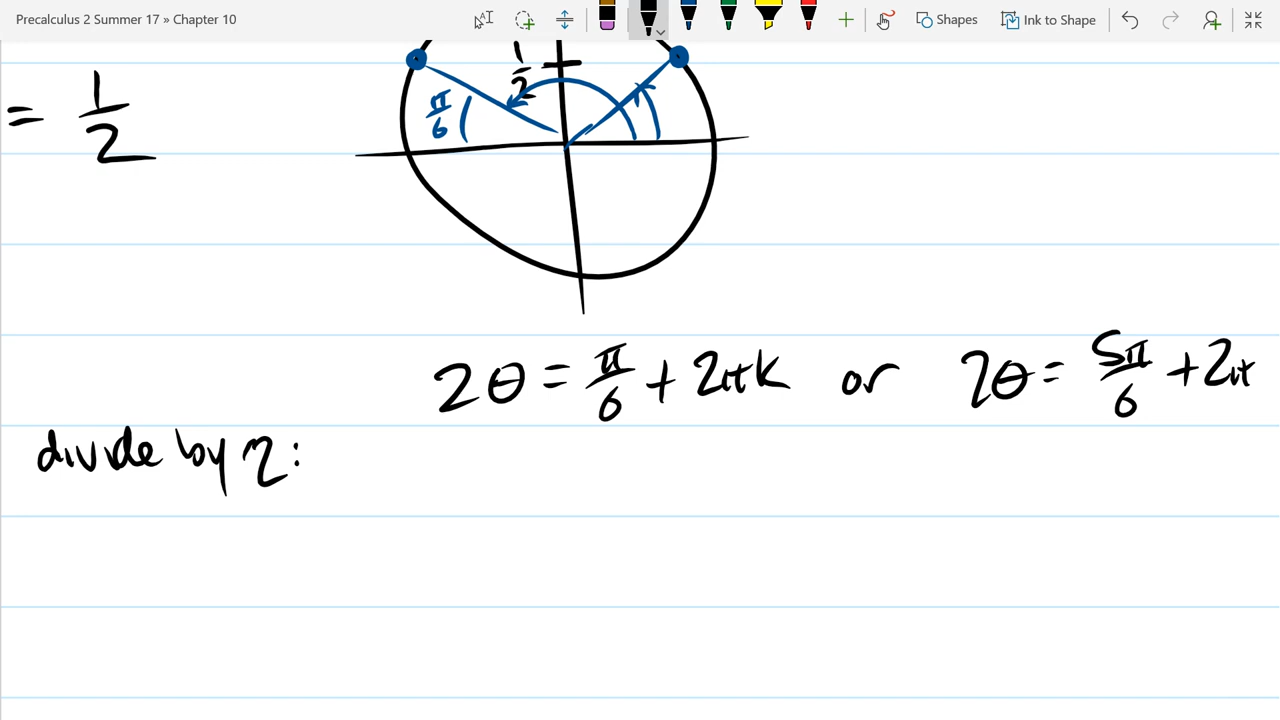 Precalculus 2 Summer 17 » Chapter 10
Shapes
Ink to Shape
= 1/2
1/2
π/6
2θ = π/6 + 2πk or 2θ = 5π/6 + 2π
divide by 2: